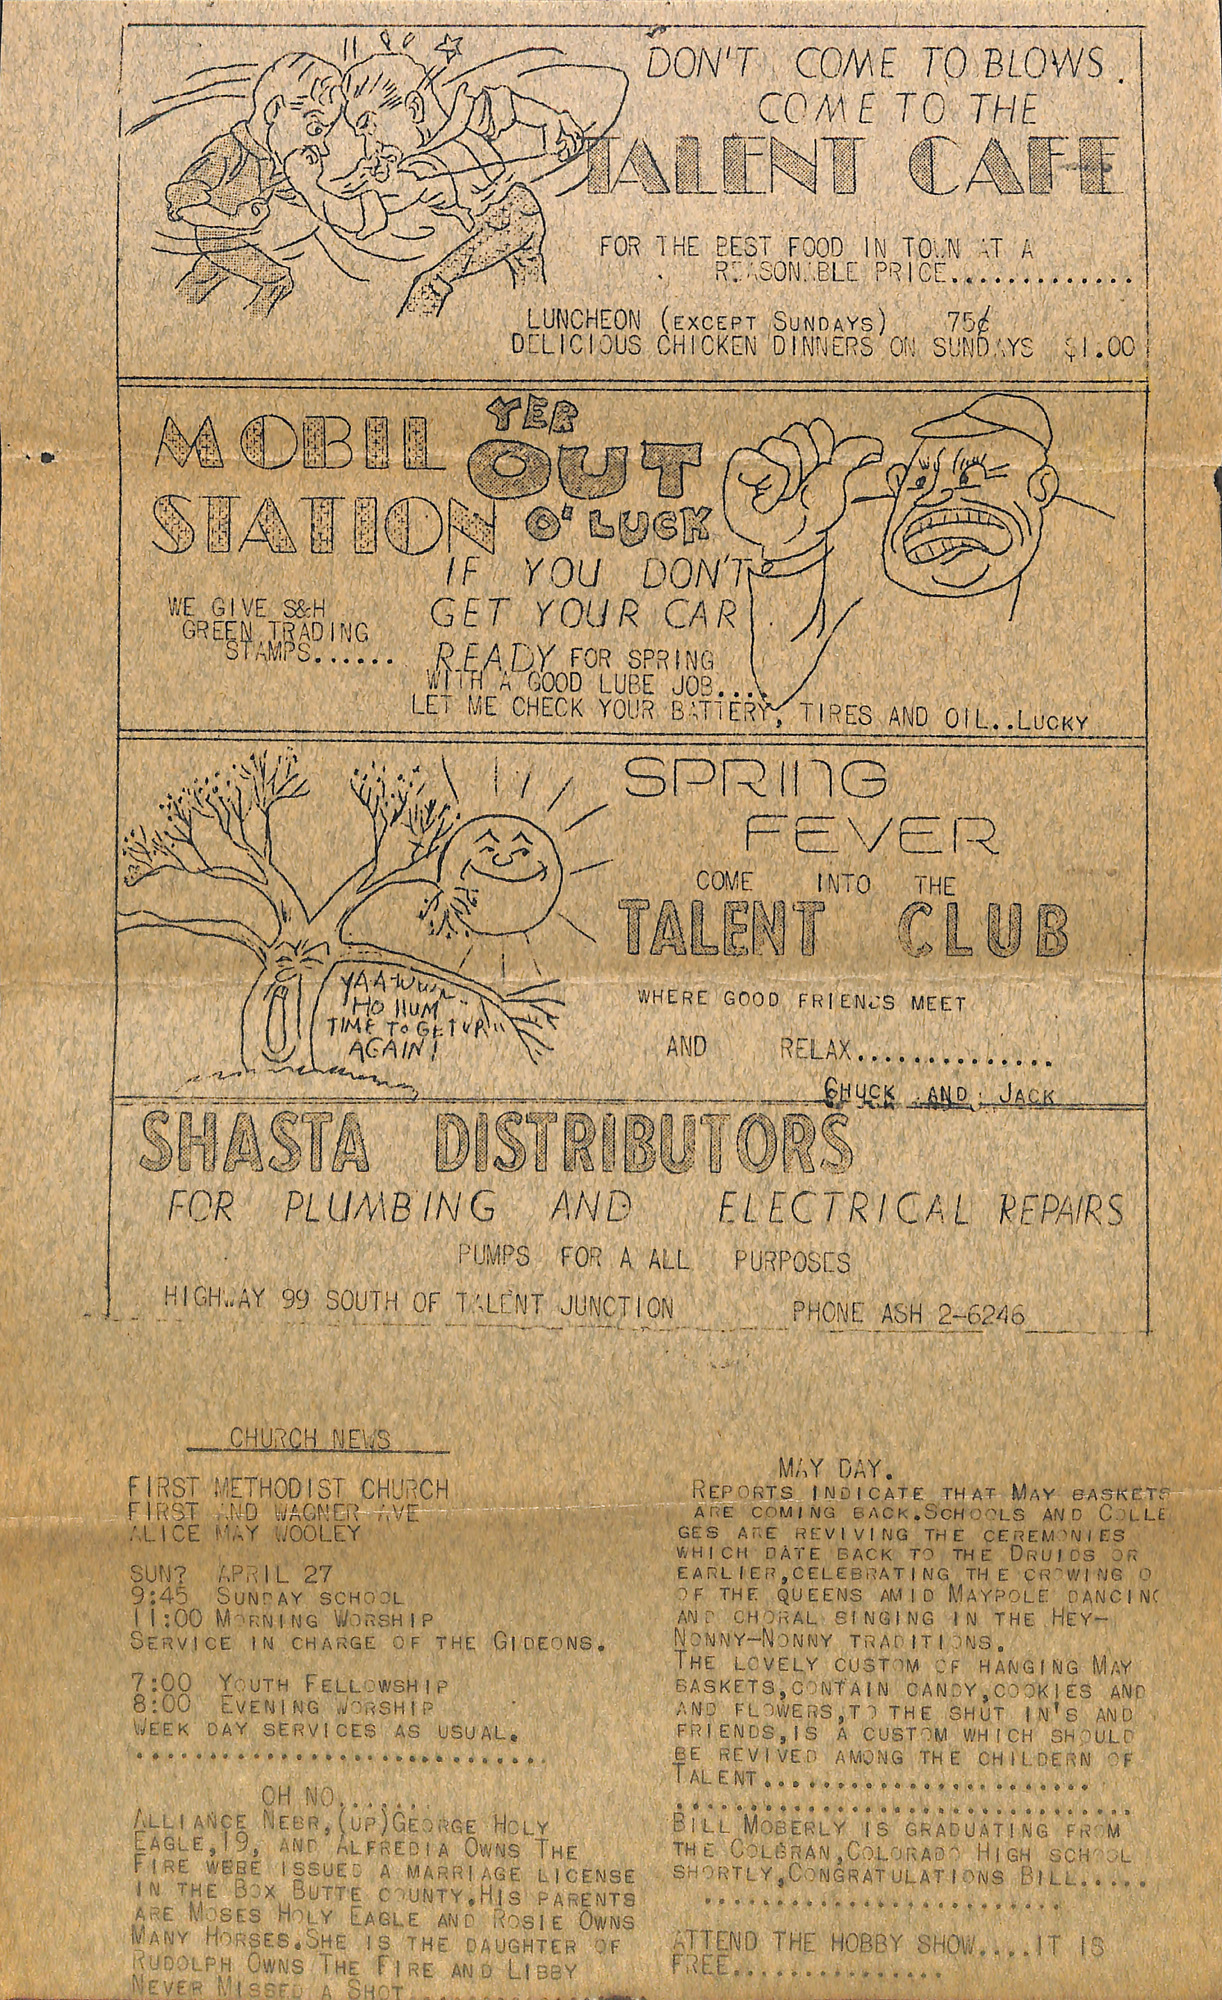 DON'T COME TO BLOWS.
COME TO THE
TALENT CAFE
FOR THE BEST FOOD IN TOWN AT A
REASONABLE PRICE..............
LUNCHEON (EXCEPT SUNDAYS) 75¢
DELICIOUS CHICKEN DINNERS ON SUNDAYS $1.00
MOBIL
STATION
YER
OUT
O' LUCK
IF YOU DON'T
GET YOUR CAR
READY FOR SPRING
WITH A GOOD LUBE JOB....
LET ME CHECK YOUR BATTERY, TIRES AND OIL..LUCKY
WE GIVE S&H
GREEN TRADING
STAMPS......
SPRING
FEVER
COME INTO THE
TALENT CLUB
WHERE GOOD FRIENDS MEET
AND RELAX..............
CHUCK AND JACK
YAAWWN..
HO HUM
TIME TO GET UP
AGAIN!
SHASTA DISTRIBUTORS
FOR PLUMBING AND ELECTRICAL REPAIRS
PUMPS FOR A ALL PURPOSES
HIGHWAY 99 SOUTH OF TALENT JUNCTION PHONE ASH 2-6246
CHURCH NEWS
FIRST METHODIST CHURCH
FIRST AND WAGNER AVE
ALICE MAY WOOLEY
SUN? APRIL 27
9:45 SUNDAY SCHOOL
11:00 MORNING WORSHIP
SERVICE IN CHARGE OF THE GIDEONS.
7:00 YOUTH FELLOWSHIP
8:00 EVENING WORSHIP
WEEK DAY SERVICES AS USUAL.
..............................
OH NO.......
ALLIANCE NEBR,(UP)GEORGE HOLY
EAGLE,19, AND ALFREDIA OWNS THE
FIRE WEBE ISSUED A MARRIAGE LICENSE
IN THE BOX BUTTE COUNTY.HIS PARENTS
ARE MOSES HOLY EAGLE AND ROSIE OWNS
MANY HORSES.SHE IS THE DAUGHTER OF
RUDOLPH OWNS THE FIRE AND LIBBY
NEVER MISSED A SHOT..............
MAY DAY.
REPORTS INDICATE THAT MAY BASKETS
ARE COMING BACK.SCHOOLS AND COLLE
GES ARE REVIVING THE CEREMONIES
WHICH DATE BACK TO THE DRUIDS OR
EARLIER,CELEBRATING THE CROWING O
OF THE QUEENS AMID MAYPOLE DANCING
AND CHORAL SINGING IN THE HEY-
NONNY-NONNY TRADITIONS.
THE LOVELY CUSTOM OF HANGING MAY
BASKETS,CONTAIN CANDY,COOKIES AND
AND FLOWERS,TO THE SHUT IN'S AND
FRIENDS,IS A CUSTOM WHICH SHOULD
BE REVIVED AMONG THE CHILDERN OF
TALENT........................
.................................
BILL MOBERLY IS GRADUATING FROM
THE COLBRAN,COLORADO HIGH SCHOOL
SHORTLY,CONGRATULATIONS BILL.....
..........................
ATTEND THE HOBBY SHOW....IT IS
FREE................